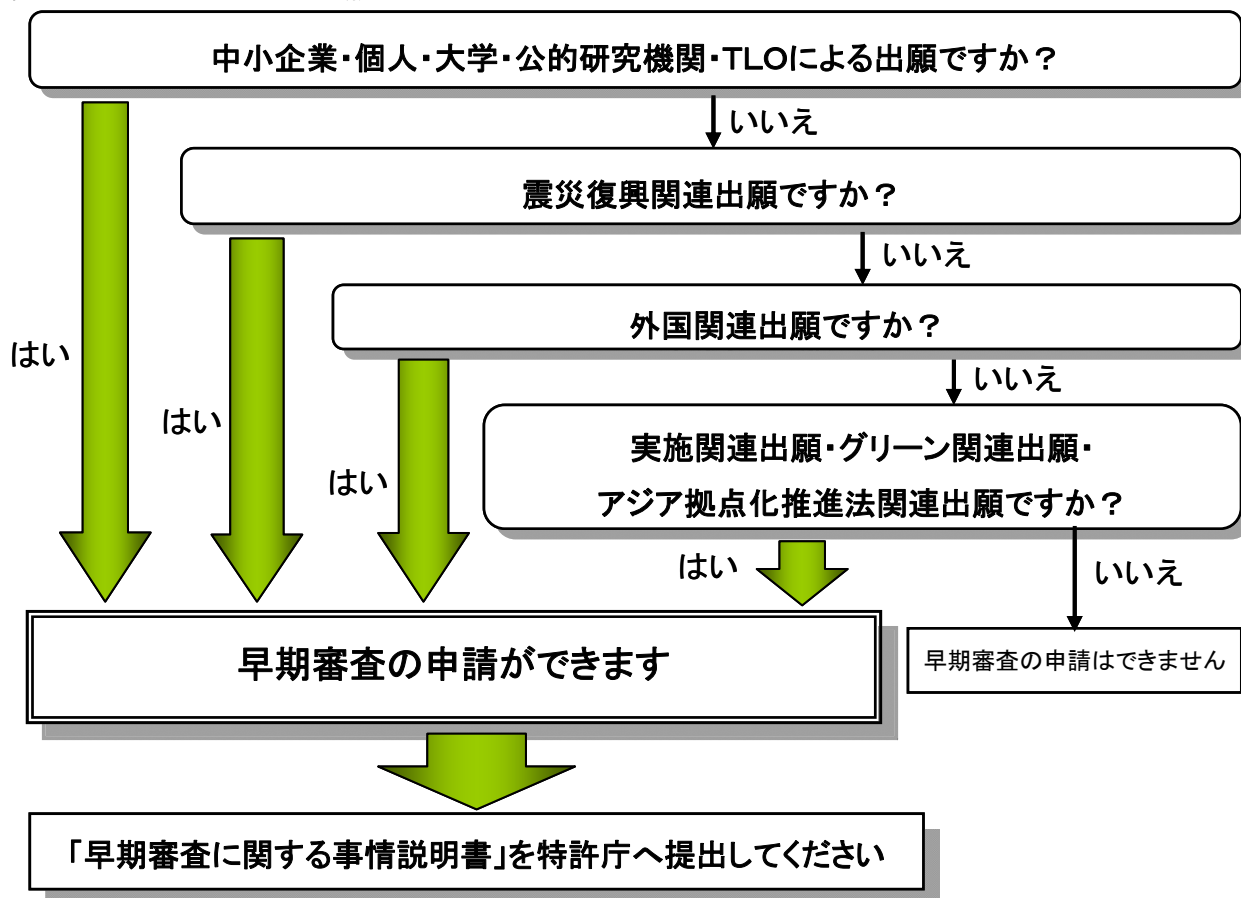 中小企業・個人・大学・公的研究機関・TLOによる出願ですか？
いいえ
震災復興関連出願ですか？
いいえ
外国関連出願ですか？
はい
いいえ
はい
実施関連出願・グリーン関連出願・
アジア拠点化推進法関連出願ですか？
はい
はい
いいえ
早期審査の申請ができます
早期審査の申請はできません
「早期審査に関する事情説明書」を特許庁へ提出してください